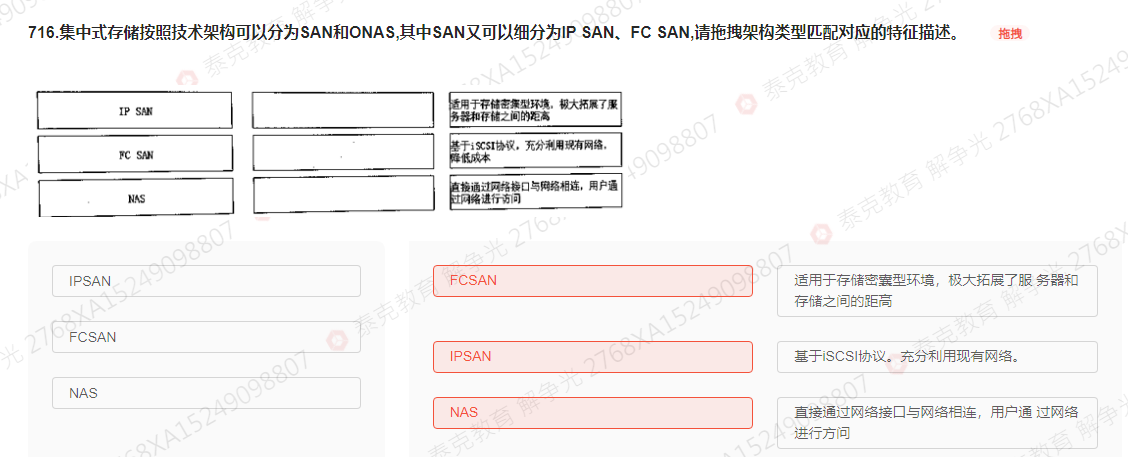 716.集中式存储按照技术架构可以分为SAN和ONAS,其中SAN又可以细分为IP SAN、FC SAN,请拖拽架构类型匹配对应的特征描述。 拖拽
IP SAN
适用于存储密集型环境，极大拓展了服
务器和存储之间的距离
FC SAN
基于iSCSI协议。充分利用现有网络，
降低成本
NAS
直接通过网络接口与网络相连，用户通
过网络进行访问
IPSAN
FCSAN
NAS
FCSAN
适用于存储密囊型环境，极大拓展了服 务器和
存储之间的距高
IPSAN
基于iSCSI协议。充分利用现有网络。
NAS
直接通过网络接口与网络相连，用户通 过网络
进行方问
泰克教育 解争光 2768XA15249098807